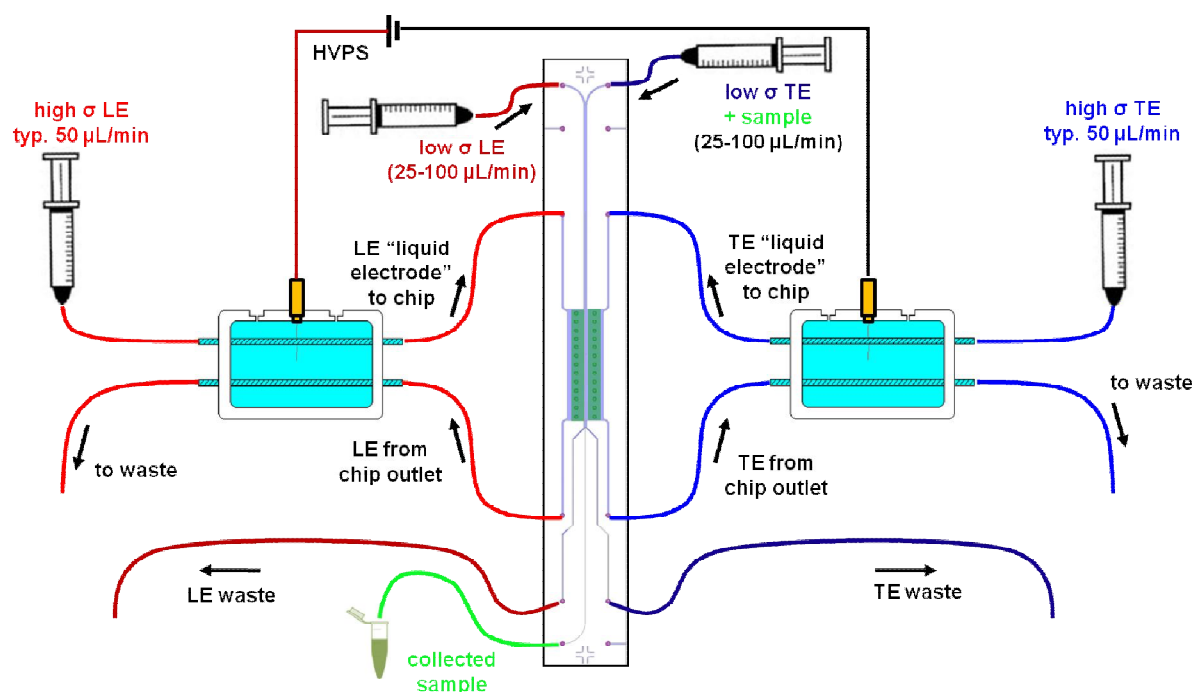 HVPS
high σ LE
typ. 50 µL/min
low σ LE
(25-100 µL/min)
low σ TE
+ sample
(25-100 µL/min)
high σ TE
typ. 50 µL/min
LE “liquid
electrode”
to chip
TE “liquid
electrode”
to chip
to waste
LE from
chip outlet
TE from
chip outlet
to waste
LE waste
TE waste
collected
sample